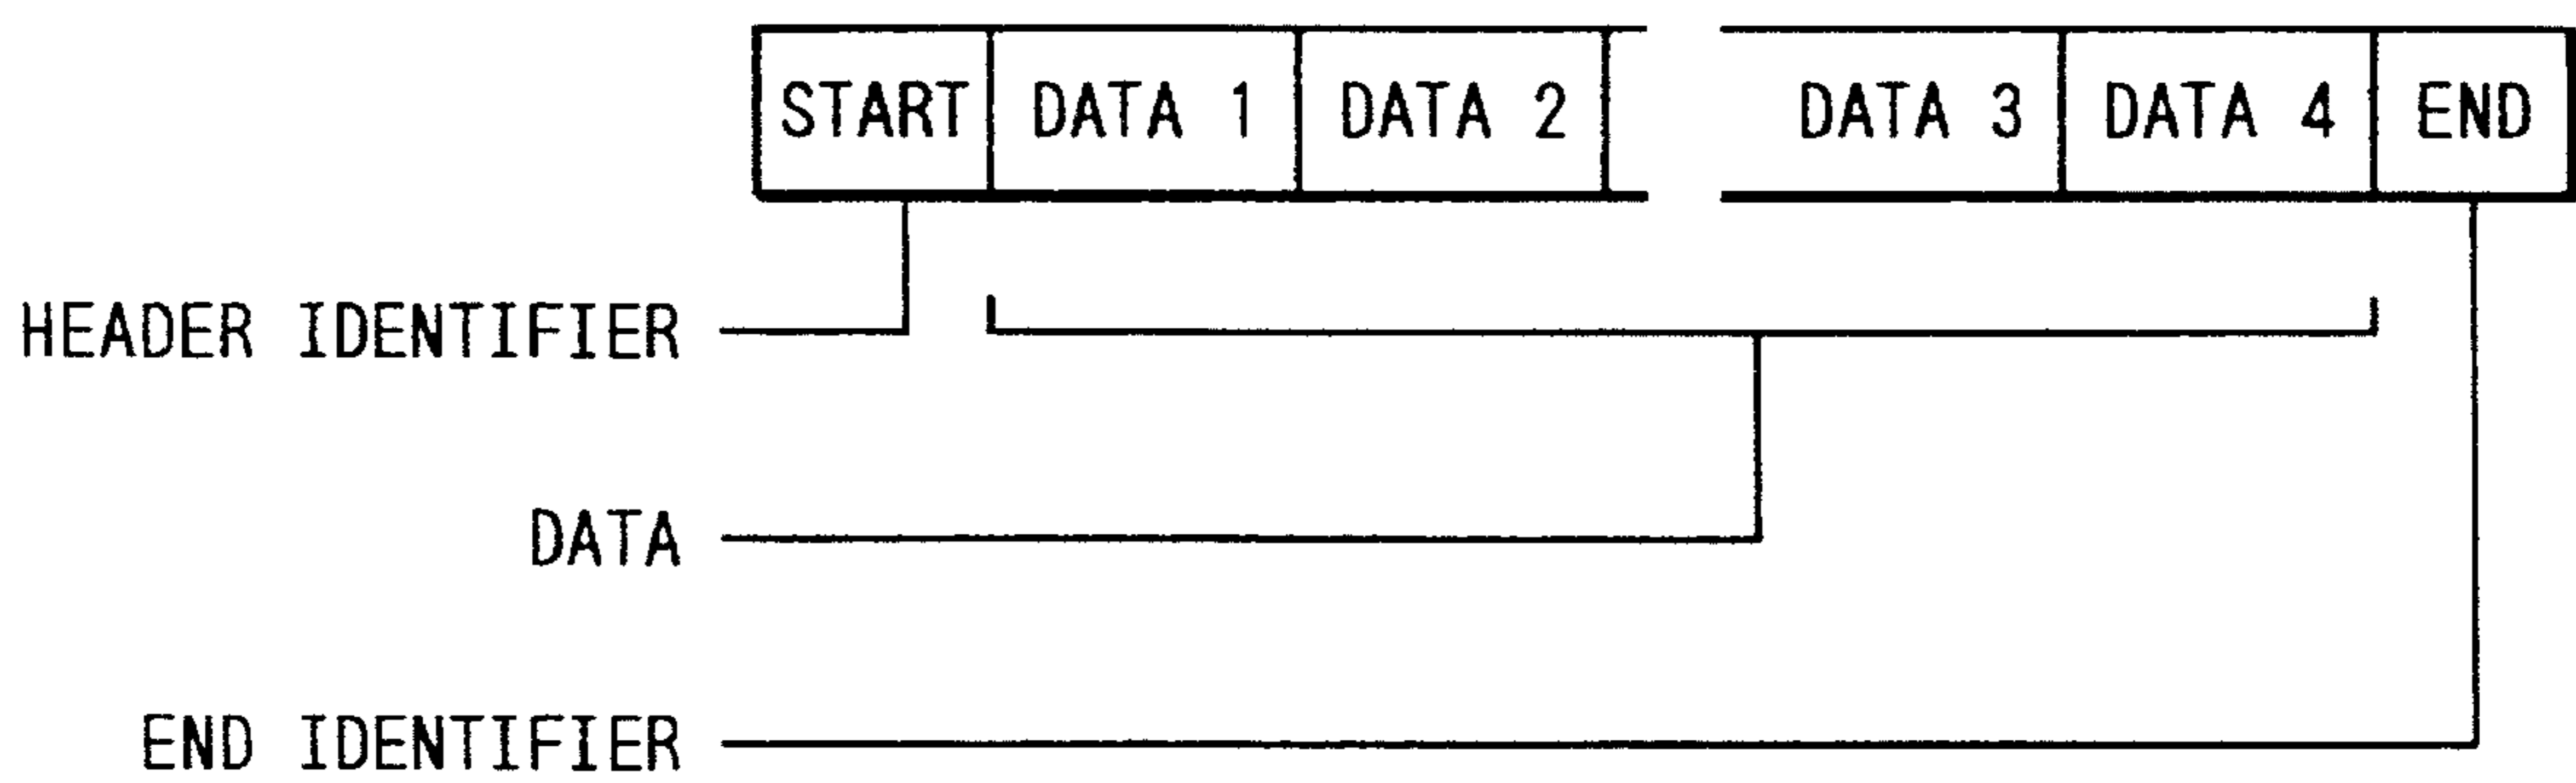 START DATA 1 DATA 2 DATA 3 DATA 4 END
HEADER IDENTIFIER
DATA
END IDENTIFIER